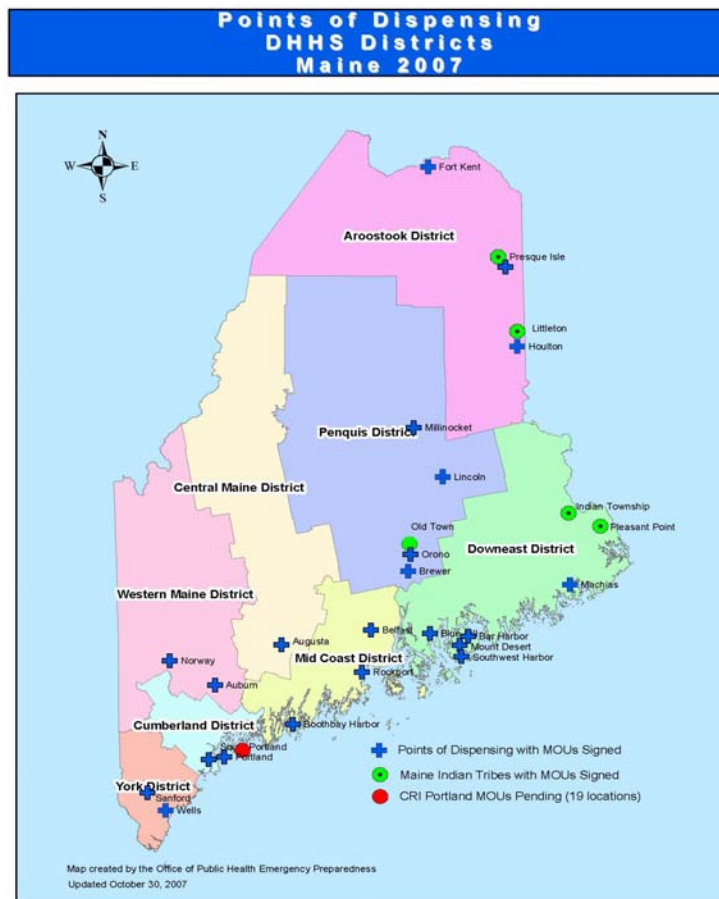 Points of Dispensing
DHHS Districts
Maine 2007
N
W E
S
Fort Kent
Aroostook District
Presque Isle
Littleton
Houlton
Millinocket
Penquis District
Lincoln
Central Maine District
Indian Township
Old Town
Pleasant Point
Orono
Downeast District
Brewer
Machias
Western Maine District
Belfast
Blue
Bar Harbor
Augusta
Mount Desert
Mid Coast District
Southwest Harbor
Norway
Rockport
Auburn
Cumberland District
Boothbay Harbor
South Portland
Portland
Points of Dispensing with MOUs Signed
Maine Indian Tribes with MOUs Signed
York District
CRI Portland MOUs Pending (19 locations)
Sanford
Wells
Map created by the Office of Public Health Emergency Preparedness
Updated October 30, 2007